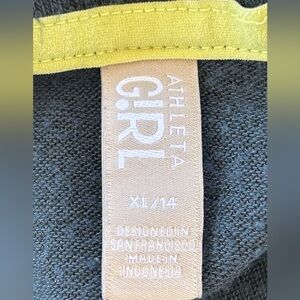 ATHLETA
GiRL
XL/14
DESIGNED IN
SAN FRANCISCO
MADE IN
INDONESIA